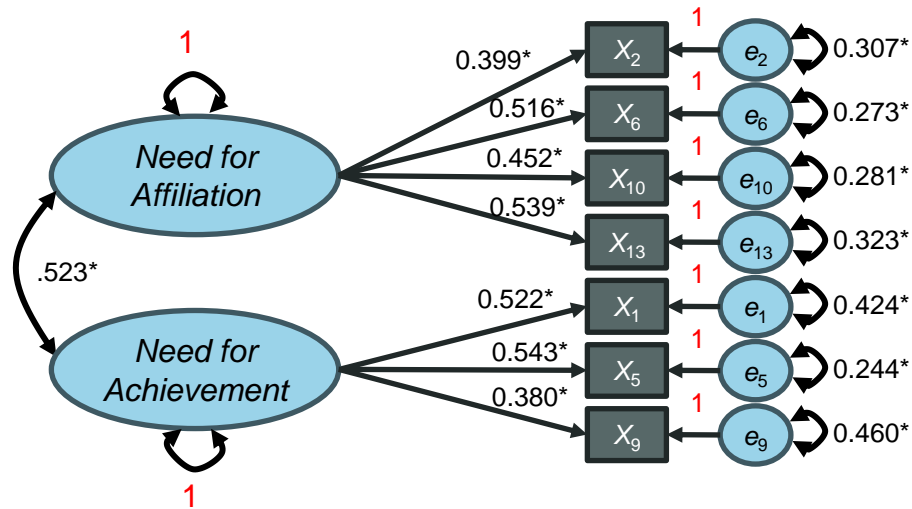 1
Need for
Affiliation
.523*
Need for
Achievement
1
0.399*
0.516*
0.452*
0.539*
0.522*
0.543*
0.380*
X2 1 e2 0.307*
X6 1 e6 0.273*
X10 1 e10 0.281*
X13 1 e13 0.323*
X1 1 e1 0.424*
X5 1 e5 0.244*
X9 1 e9 0.460*